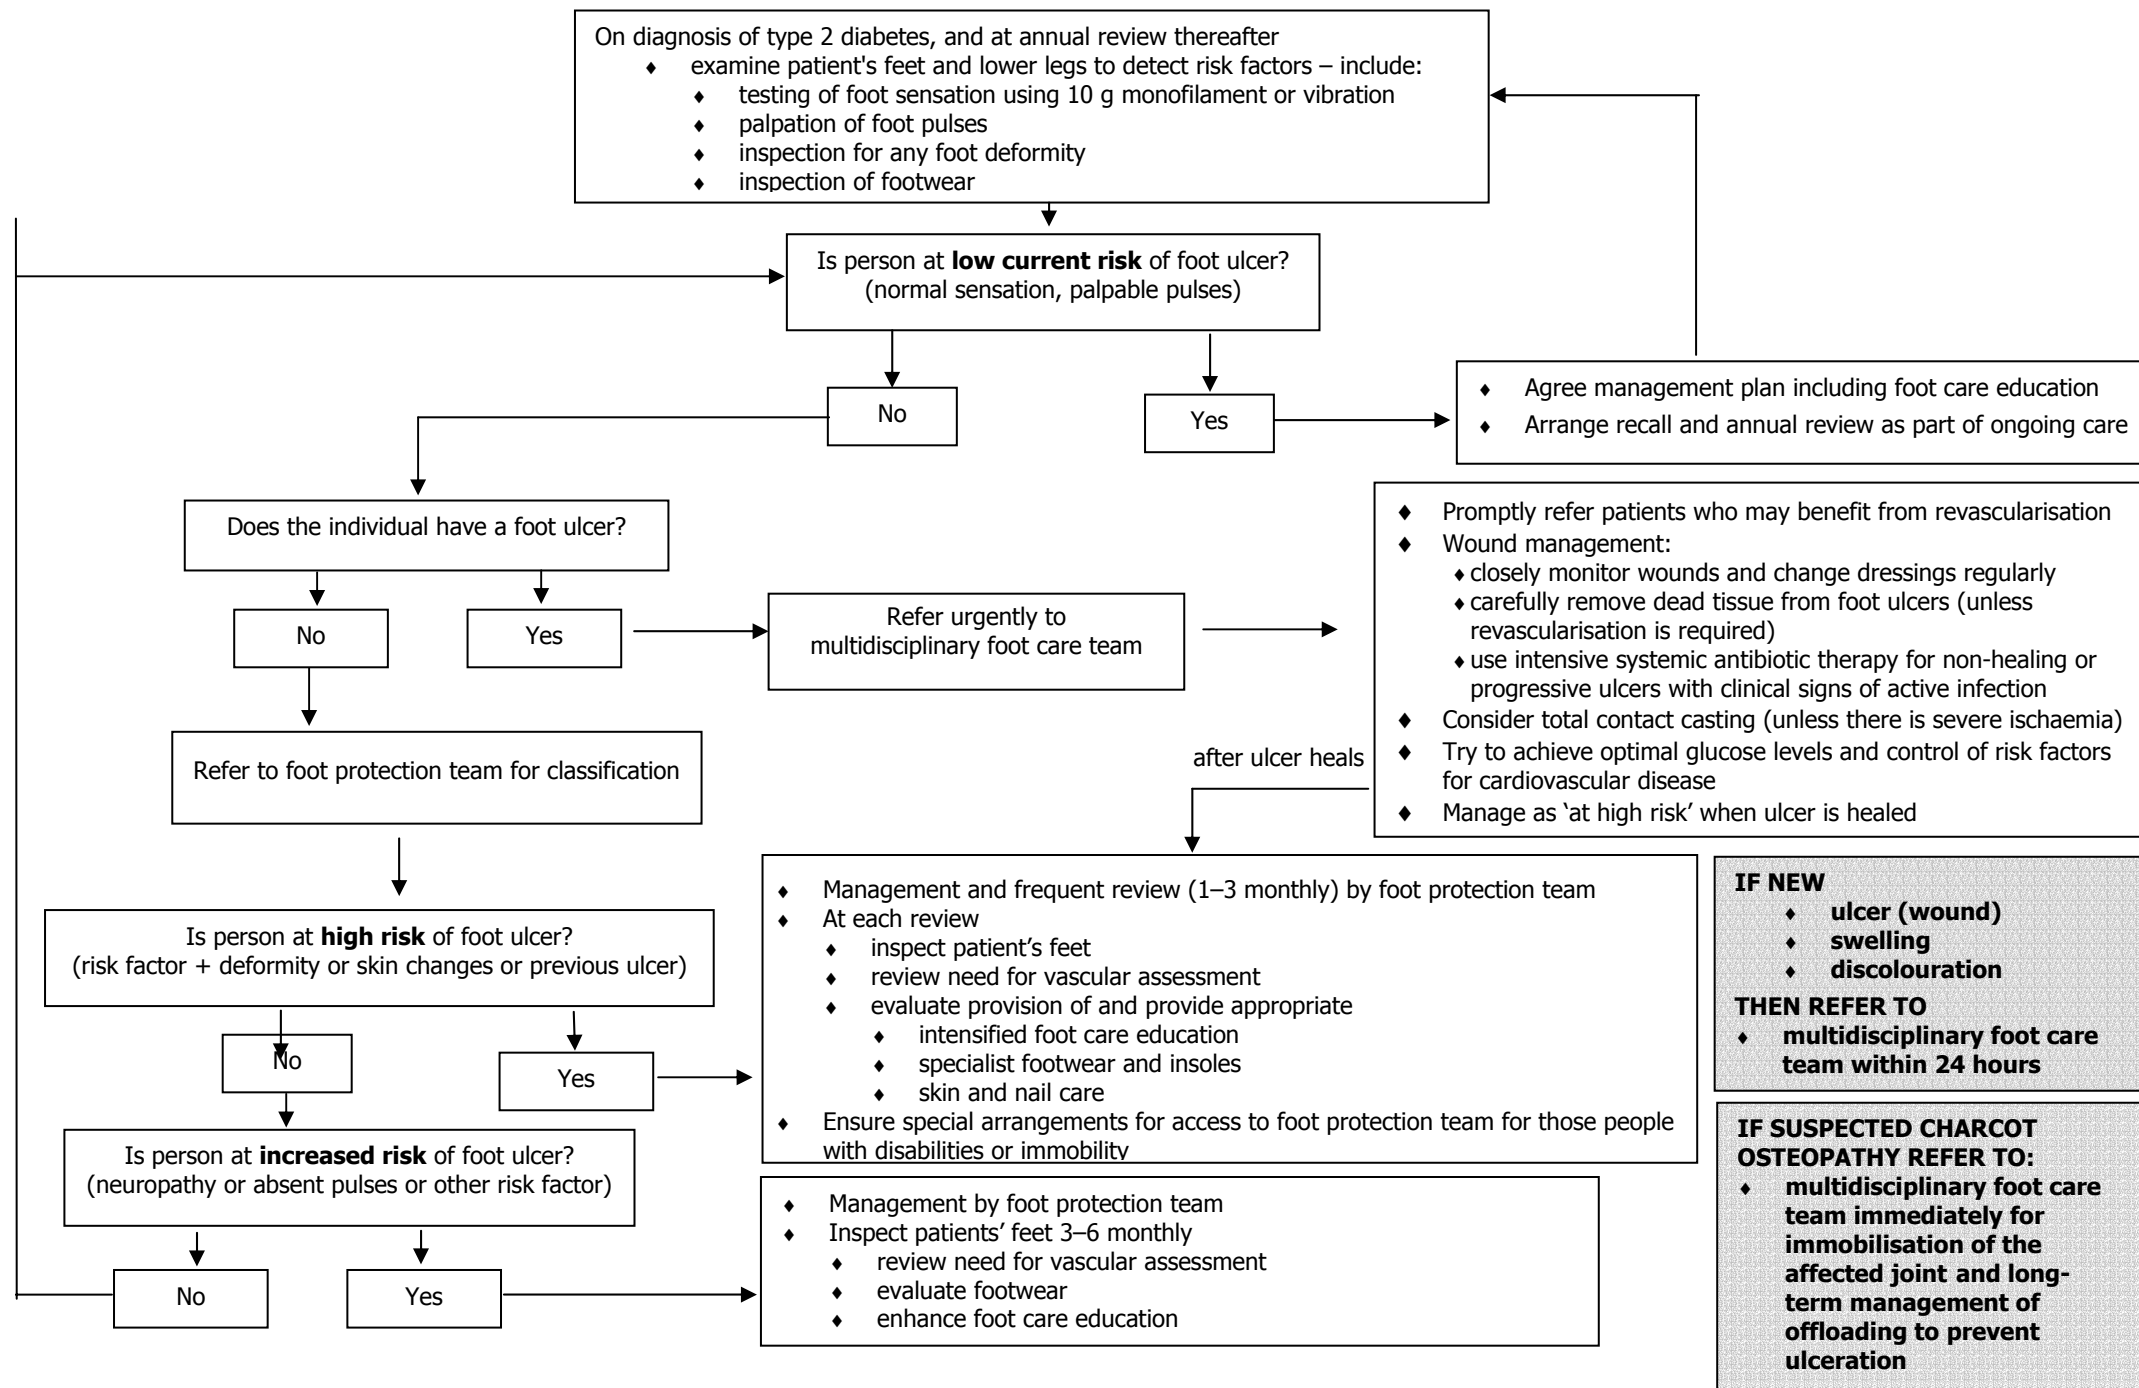 On diagnosis of type 2 diabetes, and at annual review thereafter
♦ examine patient's feet and lower legs to detect risk factors – include:
♦ testing of foot sensation using 10 g monofilament or vibration
♦ palpation of foot pulses
♦ inspection for any foot deformity
♦ inspection of footwear
Is person at low current risk of foot ulcer?
(normal sensation, palpable pulses)
No
Yes
♦ Agree management plan including foot care education
♦ Arrange recall and annual review as part of ongoing care
Does the individual have a foot ulcer?
No
Yes
Refer urgently to
multidisciplinary foot care team
♦ Promptly refer patients who may benefit from revascularisation
♦ Wound management:
♦ closely monitor wounds and change dressings regularly
♦ carefully remove dead tissue from foot ulcers (unless
revascularisation is required)
♦ use intensive systemic antibiotic therapy for non-healing or
progressive ulcers with clinical signs of active infection
♦ Consider total contact casting (unless there is severe ischaemia)
♦ Try to achieve optimal glucose levels and control of risk factors
for cardiovascular disease
♦ Manage as ‘at high risk’ when ulcer is healed
after ulcer heals
Refer to foot protection team for classification
Is person at high risk of foot ulcer?
(risk factor + deformity or skin changes or previous ulcer)
No
Yes
♦ Management and frequent review (1–3 monthly) by foot protection team
♦ At each review
♦ inspect patient’s feet
♦ review need for vascular assessment
♦ evaluate provision of and provide appropriate
♦ intensified foot care education
♦ specialist footwear and insoles
♦ skin and nail care
♦ Ensure special arrangements for access to foot protection team for those people
with disabilities or immobility
IF NEW
♦ ulcer (wound)
♦ swelling
♦ discolouration
THEN REFER TO
♦ multidisciplinary foot care
team within 24 hours
Is person at increased risk of foot ulcer?
(neuropathy or absent pulses or other risk factor)
No
Yes
♦ Management by foot protection team
♦ Inspect patients’ feet 3–6 monthly
♦ review need for vascular assessment
♦ evaluate footwear
♦ enhance foot care education
IF SUSPECTED CHARCOT
OSTEOPATHY REFER TO:
♦ multidisciplinary foot care
team immediately for
immobilisation of the
affected joint and long-
term management of
offloading to prevent
ulceration